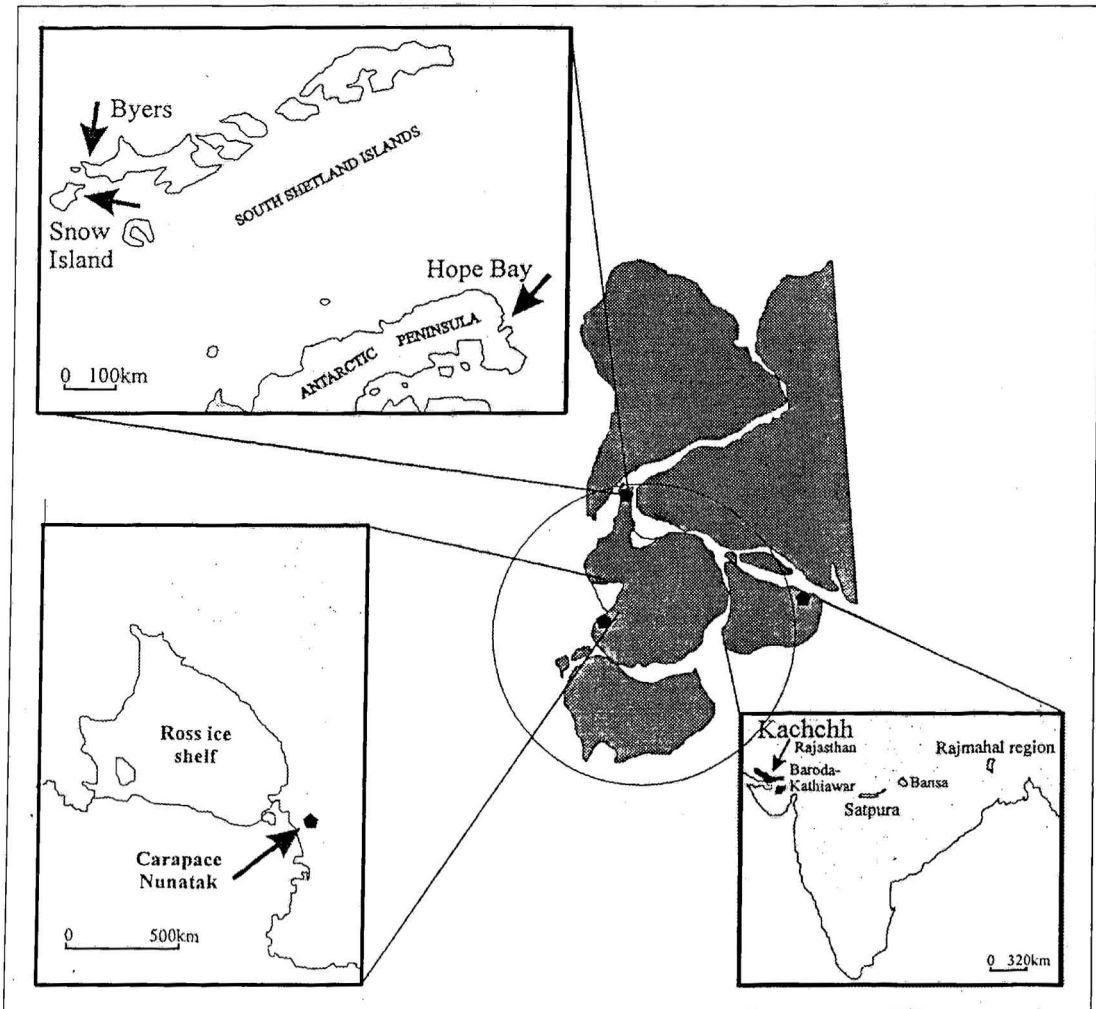 Byers
SOUTH SHETLAND ISLANDS
Snow
Island
Hope Bay
ANTARCTIC PENINSULA
0 100km
Ross ice
shelf
Carapace
Nunatak
0 500km
Kachchh
Rajasthan
Rajmahal region
Baroda-
Kathiawar
Bansa
Satpura
0 320km